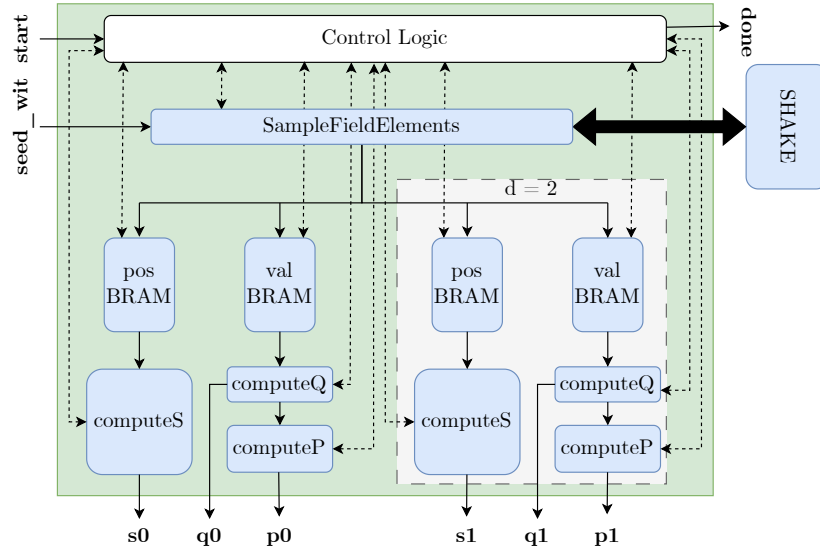 start
Control Logic
done
seed_wit
SampleFieldElements
SHAKE
d = 2
pos
BRAM
val
BRAM
pos
BRAM
val
BRAM
computeS
computeQ
computeP
computeS
computeQ
computeP
s0
q0
p0
s1
q1
p1